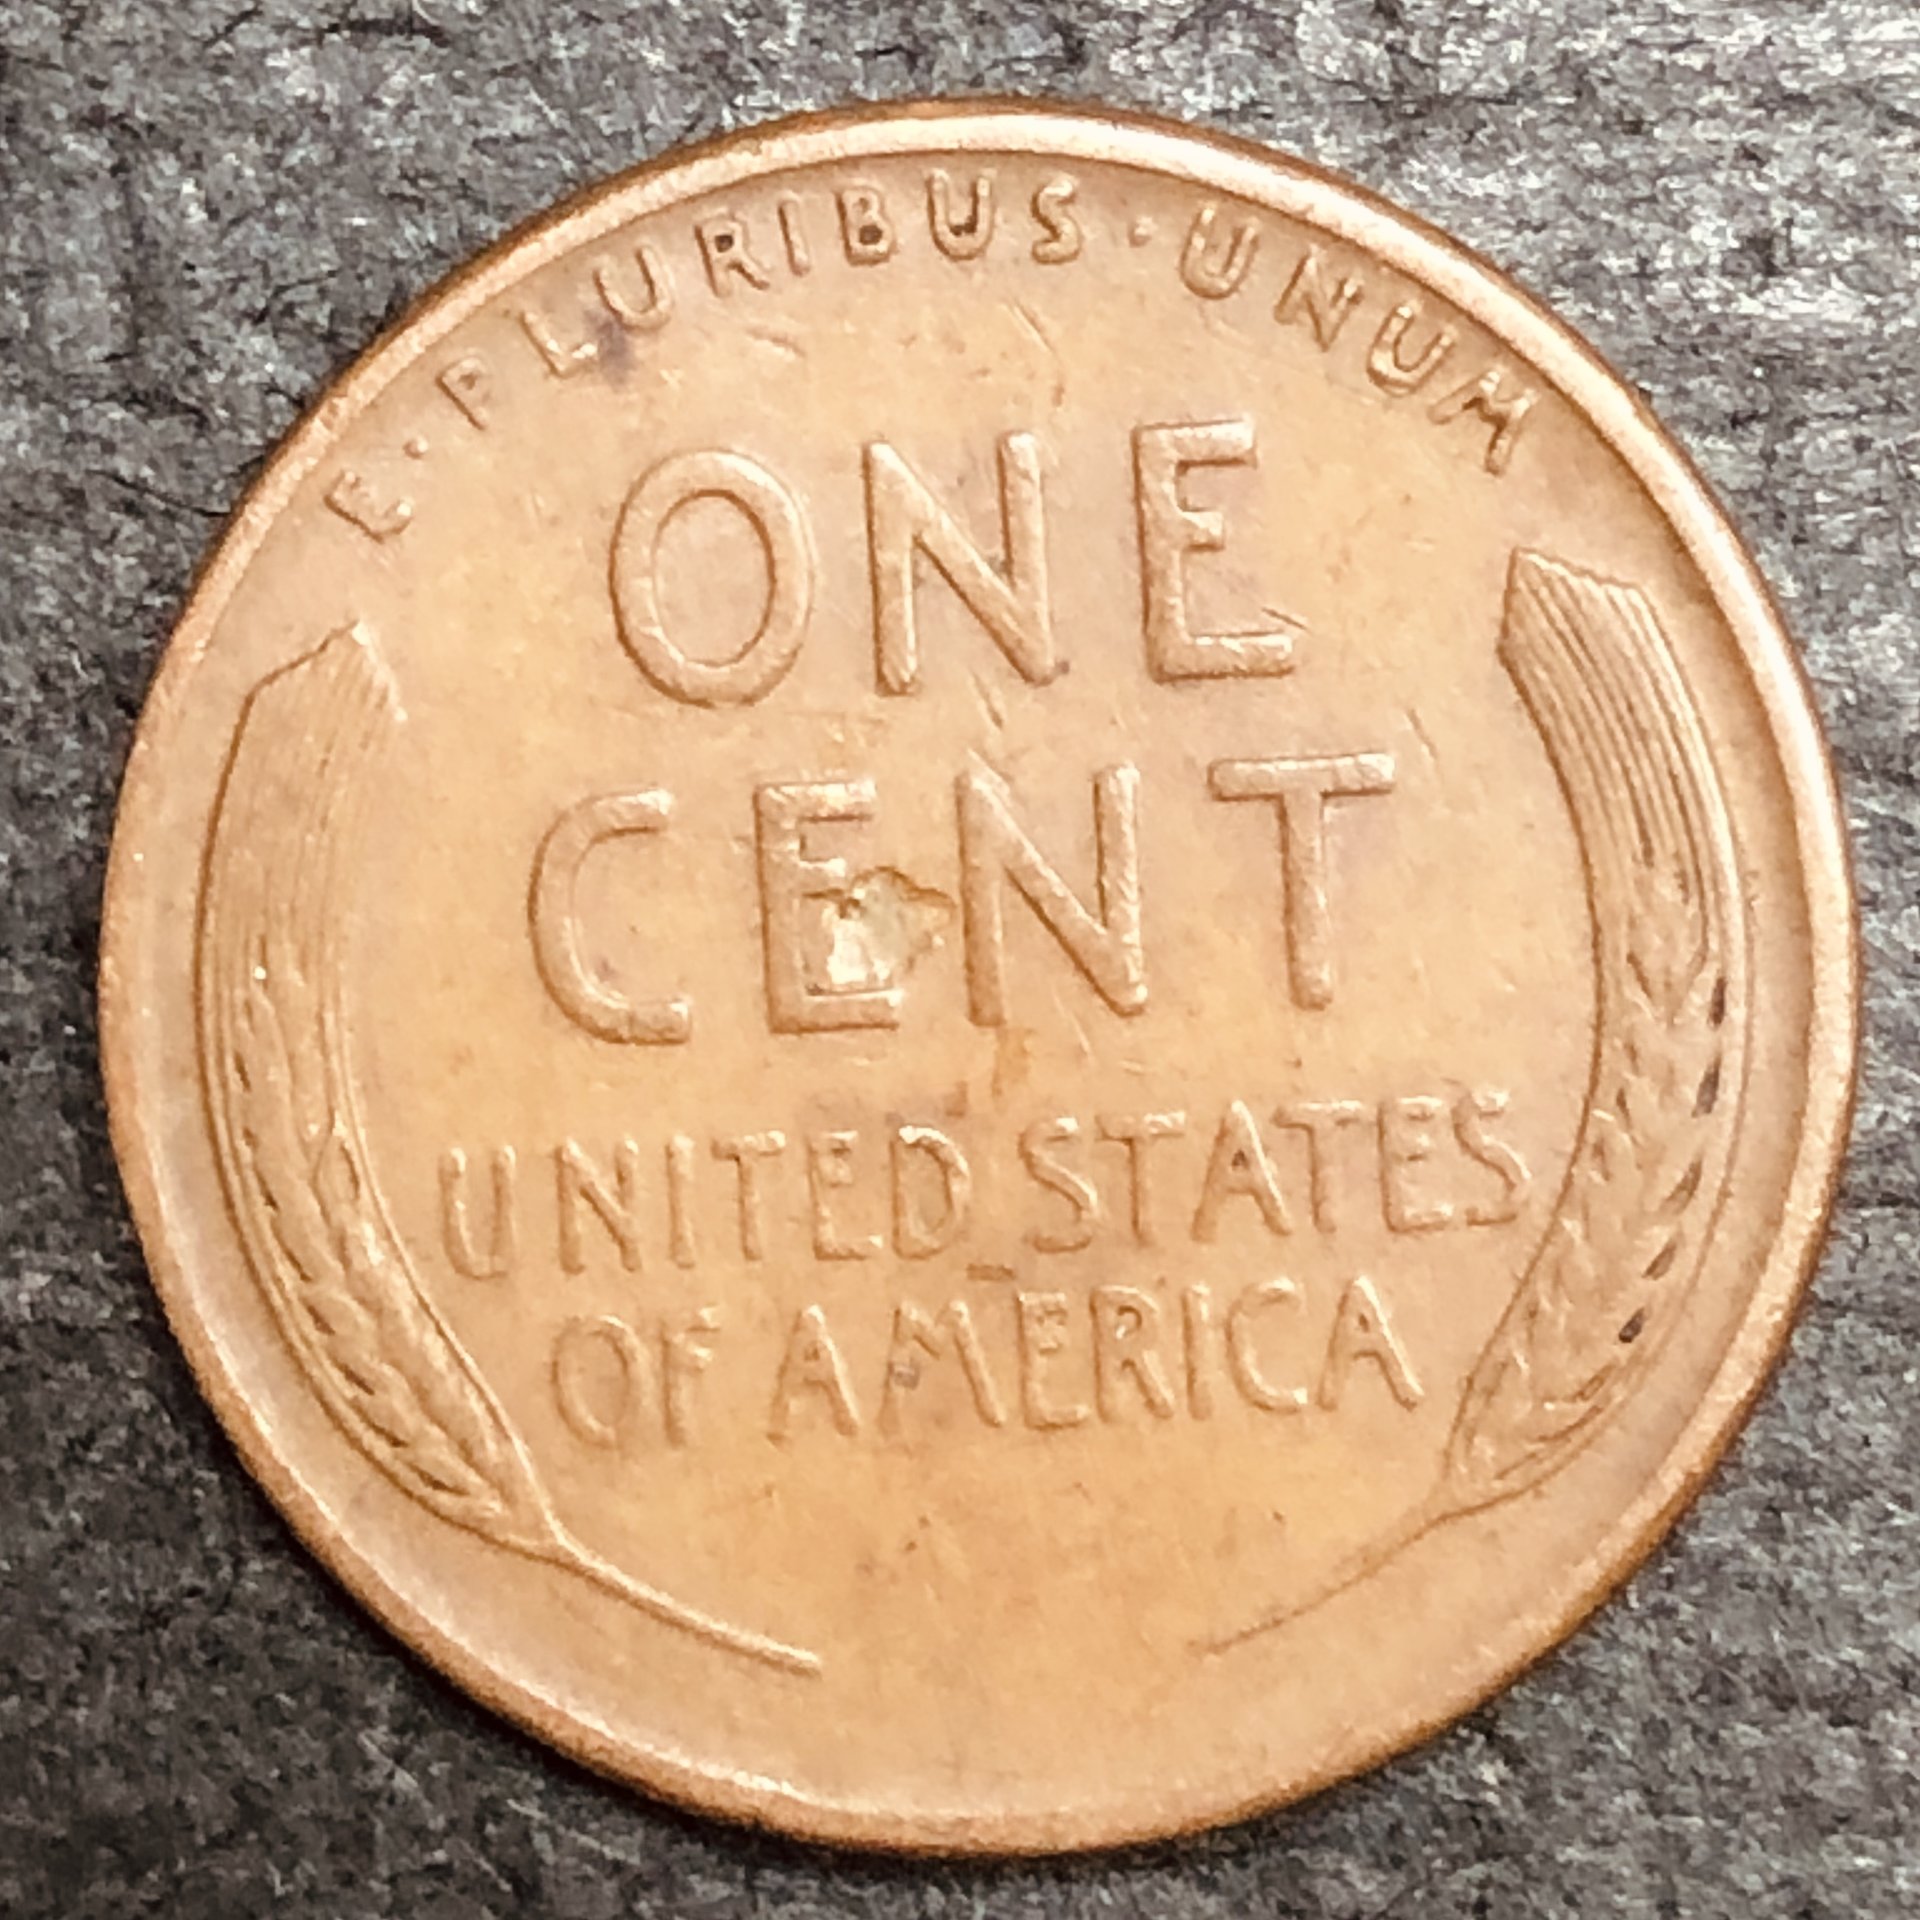 E·PLURIBUS·UNUM
ONE
CENT
UNITED STATES
OF AMERICA